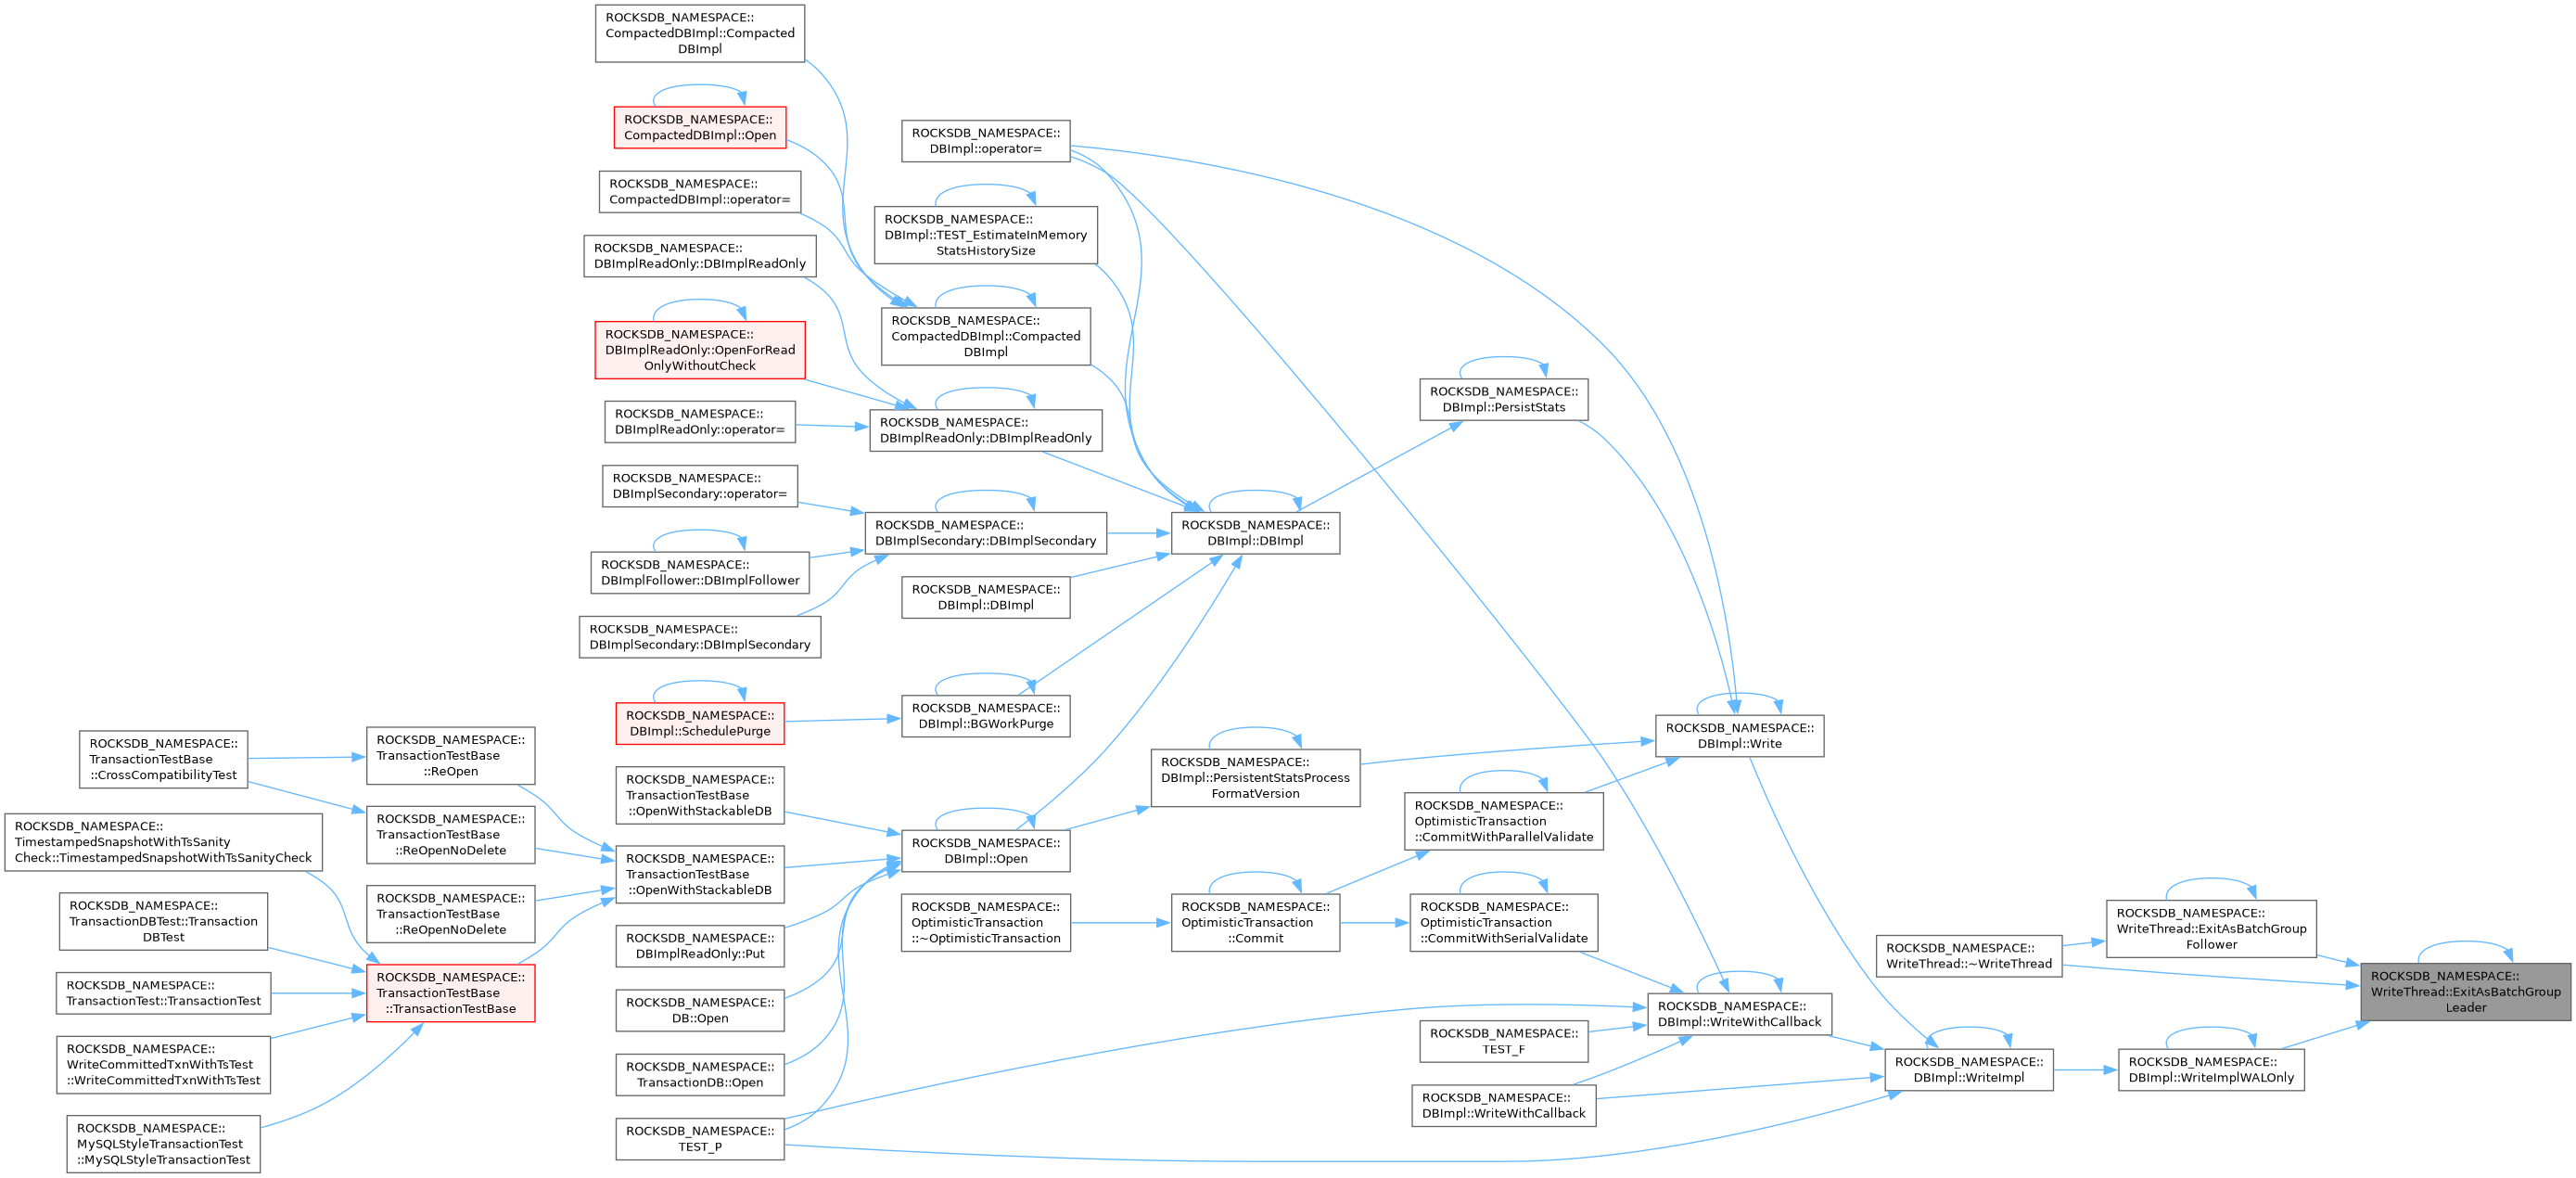 ROCKSDB_NAMESPACE::
CompactedDBImpl::Compacted
DBImpl
ROCKSDB_NAMESPACE::
CompactedDBImpl::Open
ROCKSDB_NAMESPACE::
CompactedDBImpl::operator=
ROCKSDB_NAMESPACE::
DBImplReadOnly::DBImplReadOnly
ROCKSDB_NAMESPACE::
DBImplReadOnly::OpenForRead
OnlyWithoutCheck
ROCKSDB_NAMESPACE::
DBImplReadOnly::operator=
ROCKSDB_NAMESPACE::
DBImplSecondary::operator=
ROCKSDB_NAMESPACE::
DBImplFollower::DBImplFollower
ROCKSDB_NAMESPACE::
DBImplSecondary::DBImplSecondary
ROCKSDB_NAMESPACE::
DBImpl::SchedulePurge
ROCKSDB_NAMESPACE::
TransactionTestBase
::OpenWithStackableDB
ROCKSDB_NAMESPACE::
TransactionTestBase
::OpenWithStackableDB
ROCKSDB_NAMESPACE::
DBImplReadOnly::Put
ROCKSDB_NAMESPACE::
DB::Open
ROCKSDB_NAMESPACE::
TransactionDB::Open
ROCKSDB_NAMESPACE::
TEST_P
ROCKSDB_NAMESPACE::
TransactionTestBase
::CrossCompatibilityTest
ROCKSDB_NAMESPACE::
TimestampedSnapshotWithTsSanity
Check::TimestampedSnapshotWithTsSanityCheck
ROCKSDB_NAMESPACE::
TransactionDBTest::Transaction
DBTest
ROCKSDB_NAMESPACE::
TransactionTest::TransactionTest
ROCKSDB_NAMESPACE::
WriteCommittedTxnWithTsTest
::WriteCommittedTxnWithTsTest
ROCKSDB_NAMESPACE::
MySQLStyleTransactionTest
::MySQLStyleTransactionTest
ROCKSDB_NAMESPACE::
TransactionTestBase
::ReOpen
ROCKSDB_NAMESPACE::
TransactionTestBase
::ReOpenNoDelete
ROCKSDB_NAMESPACE::
TransactionTestBase
::ReOpenNoDelete
ROCKSDB_NAMESPACE::
TransactionTestBase
::TransactionTestBase
ROCKSDB_NAMESPACE::
DBImpl::operator=
ROCKSDB_NAMESPACE::
DBImpl::TEST_EstimateInMemory
StatsHistorySize
ROCKSDB_NAMESPACE::
CompactedDBImpl::Compacted
DBImpl
ROCKSDB_NAMESPACE::
DBImplReadOnly::DBImplReadOnly
ROCKSDB_NAMESPACE::
DBImplSecondary::DBImplSecondary
ROCKSDB_NAMESPACE::
DBImpl::DBImpl
ROCKSDB_NAMESPACE::
DBImpl::BGWorkPurge
ROCKSDB_NAMESPACE::
DBImpl::Open
ROCKSDB_NAMESPACE::
OptimisticTransaction
::~OptimisticTransaction
ROCKSDB_NAMESPACE::
DBImpl::DBImpl
ROCKSDB_NAMESPACE::
DBImpl::PersistentStatsProcess
FormatVersion
ROCKSDB_NAMESPACE::
OptimisticTransaction
::Commit
ROCKSDB_NAMESPACE::
DBImpl::PersistStats
ROCKSDB_NAMESPACE::
OptimisticTransaction
::CommitWithParallelValidate
ROCKSDB_NAMESPACE::
OptimisticTransaction
::CommitWithSerialValidate
ROCKSDB_NAMESPACE::
TEST_F
ROCKSDB_NAMESPACE::
DBImpl::WriteWithCallback
ROCKSDB_NAMESPACE::
DBImpl::Write
ROCKSDB_NAMESPACE::
DBImpl::WriteWithCallback
ROCKSDB_NAMESPACE::
WriteThread::~WriteThread
ROCKSDB_NAMESPACE::
DBImpl::WriteImpl
ROCKSDB_NAMESPACE::
WriteThread::ExitAsBatchGroup
Follower
ROCKSDB_NAMESPACE::
DBImpl::WriteImplWALOnly
ROCKSDB_NAMESPACE::
WriteThread::ExitAsBatchGroup
Leader